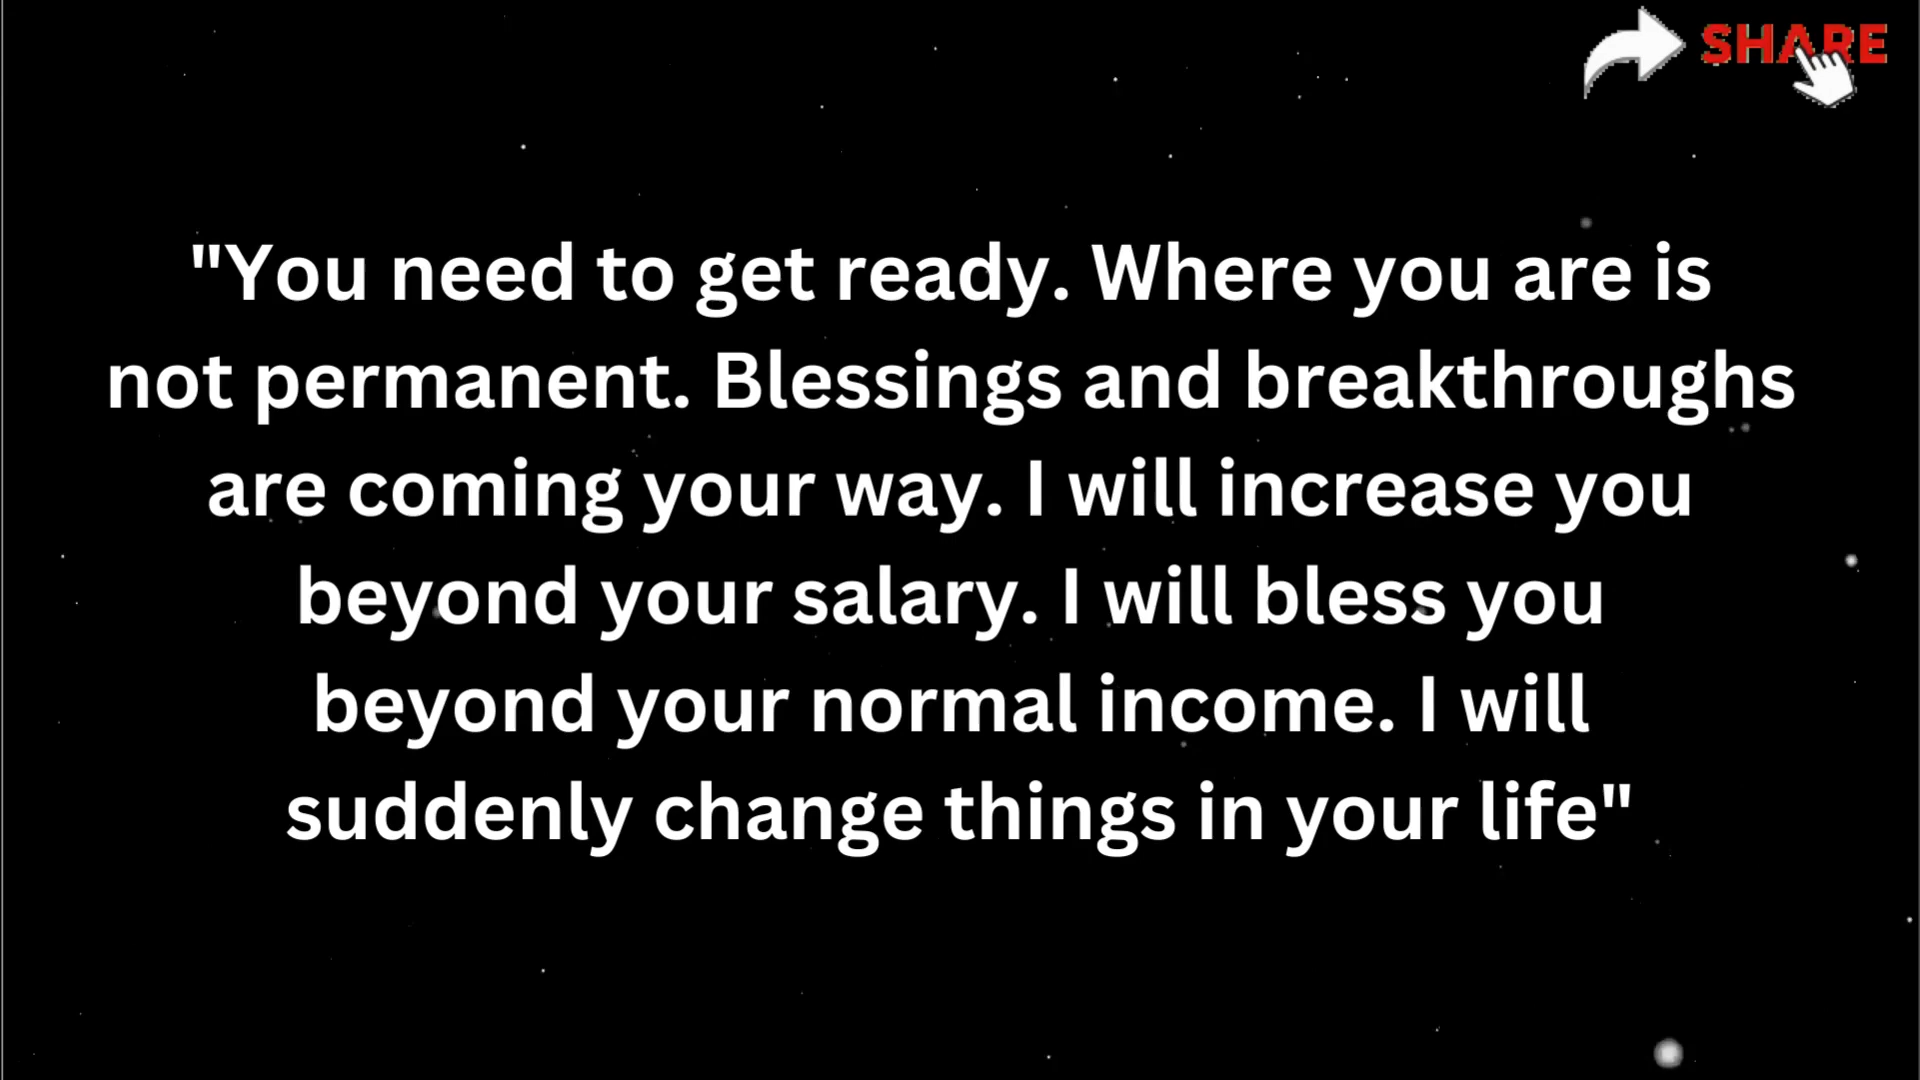 SHARE
"You need to get ready. Where you are is
not permanent. Blessings and breakthroughs
are coming your way. I will increase you
beyond your salary. I will bless you
beyond your normal income. I will
suddenly change things in your life"